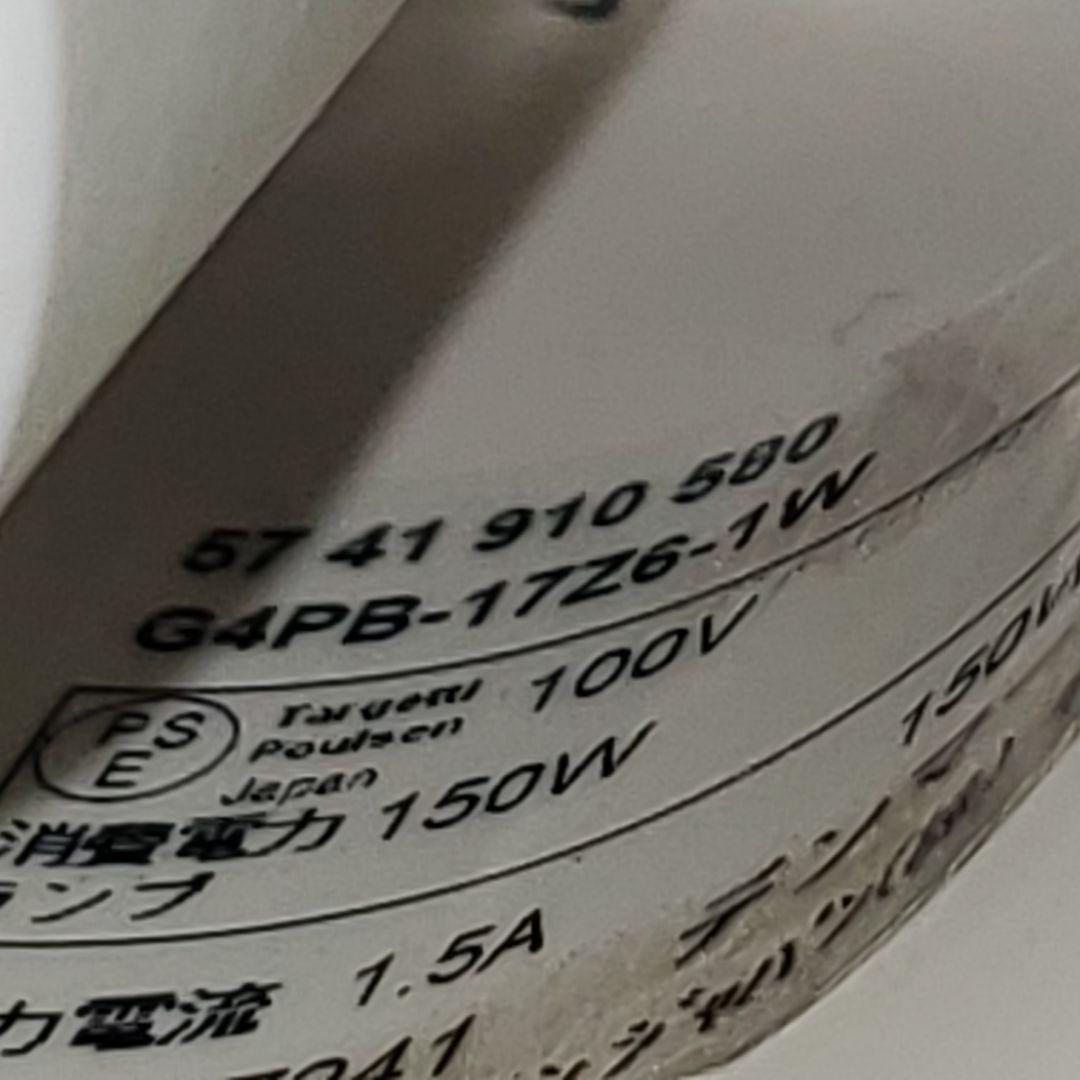 57 41 910 580
G4PB-17Z6-1W
PSE Targetti Poulsen Japan 100V
消費電力 150W 150W
ランプ
力電流 1.5A
7941